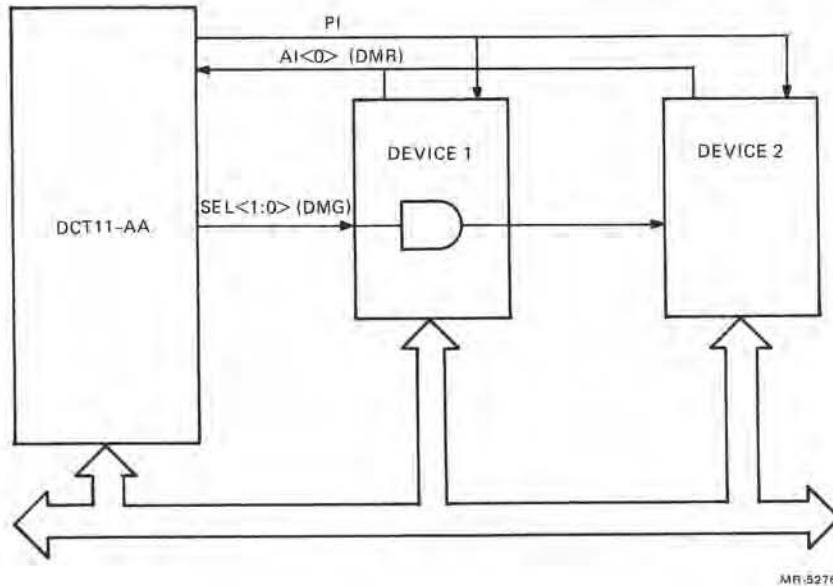 PI
AI<0> (DMR)
DEVICE 1
DEVICE 2
SEL<1:0> (DMG)
DCT11-AA
MR-5276